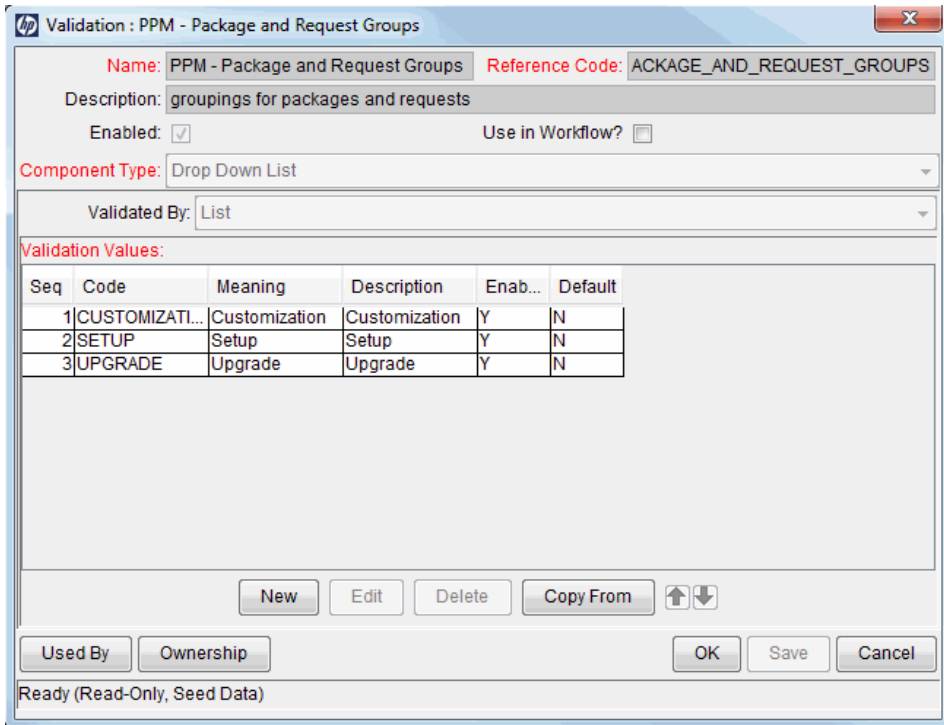 hp Validation : PPM - Package and Request Groups
Name: PPM - Package and Request Groups Reference Code: ACKAGE_AND_REQUEST_GROUPS
Description: groupings for packages and requests
Enabled: Use in Workflow?
Component Type: Drop Down List
Validated By: List
Validation Values:
Seq Code Meaning Description Enab... Default
1 CUSTOMIZATI... Customization Customization Y N
2 SETUP Setup Setup Y N
3 UPGRADE Upgrade Upgrade Y N
New Edit Delete Copy From
Used By Ownership OK Save Cancel
Ready (Read-Only, Seed Data)